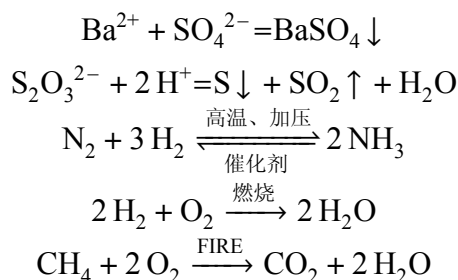 Ba²⁺ + SO₄²⁻=BaSO₄↓
S₂O₃²⁻ + 2H⁺=S↓ + SO₂↑ + H₂O
高温、加压
N₂ + 3H₂ ⇌ 2NH₃
催化剂
燃烧
2H₂ + O₂ ⟶ 2H₂O
FIRE
CH₄ + 2O₂ ⟶ CO₂ + 2H₂O